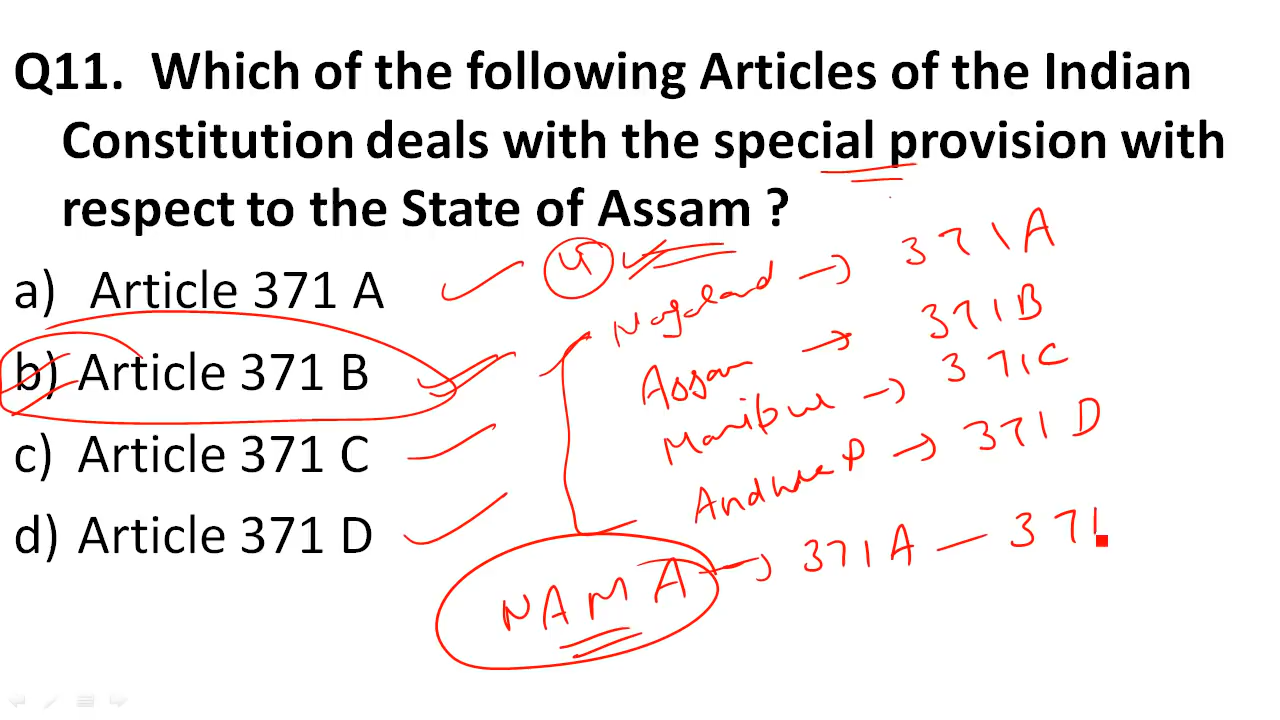 Q11. Which of the following Articles of the Indian
Constitution deals with the special provision with
respect to the State of Assam ?
a) Article 371 A
b) Article 371 B
c) Article 371 C
d) Article 371 D
4
Nagaland → 371A
Assam → 371B
Manipur → 371C
Andhra P → 371D
NAMA → 371A — 371